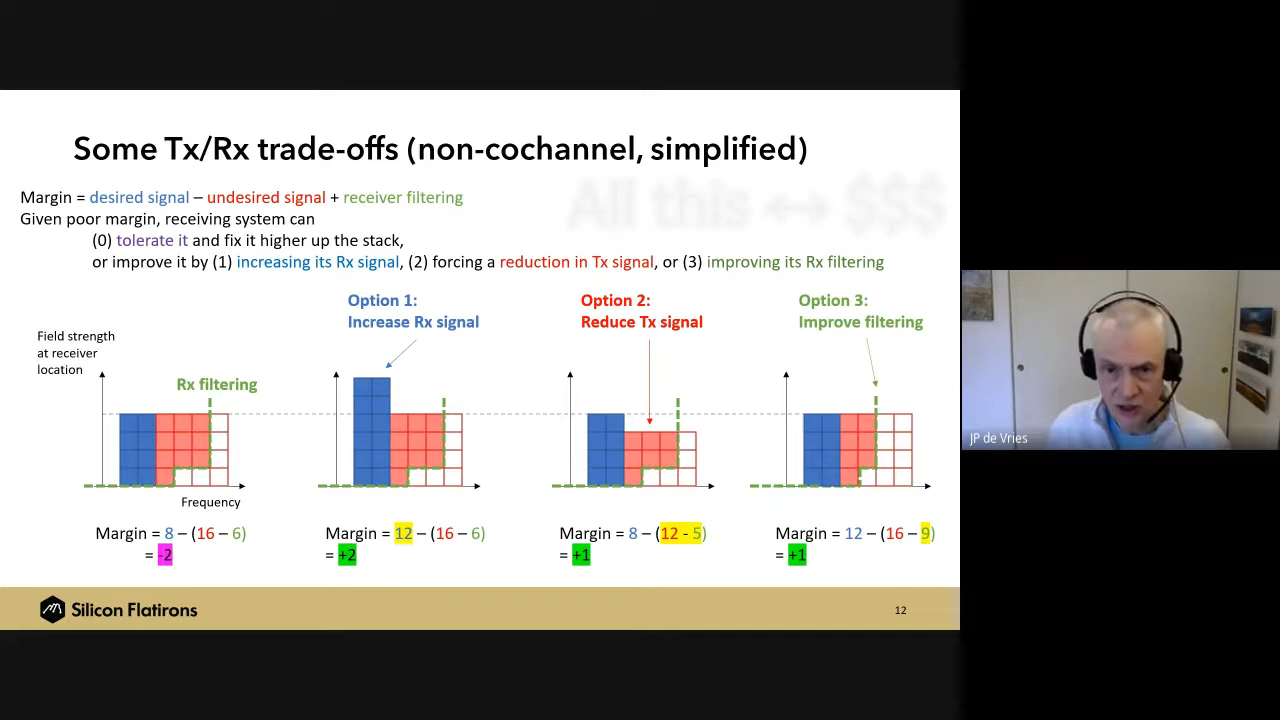 Some Tx/Rx trade-offs (non-cochannel, simplified)
All this ↔ $$$
Margin = desired signal – undesired signal + receiver filtering
Given poor margin, receiving system can
(0) tolerate it and fix it higher up the stack,
or improve it by (1) increasing its Rx signal, (2) forcing a reduction in Tx signal, or (3) improving its Rx filtering
Option 1:
Increase Rx signal
Option 2:
Reduce Tx signal
Option 3:
Improve filtering
Field strength
at receiver
location
Rx filtering
Frequency
Margin = 8 – (16 – 6)
= -2
Margin = 12 – (16 – 6)
= +2
Margin = 8 – (12 - 5)
= +1
Margin = 12 – (16 – 9)
= +1
Silicon Flatirons
12
JP de Vries